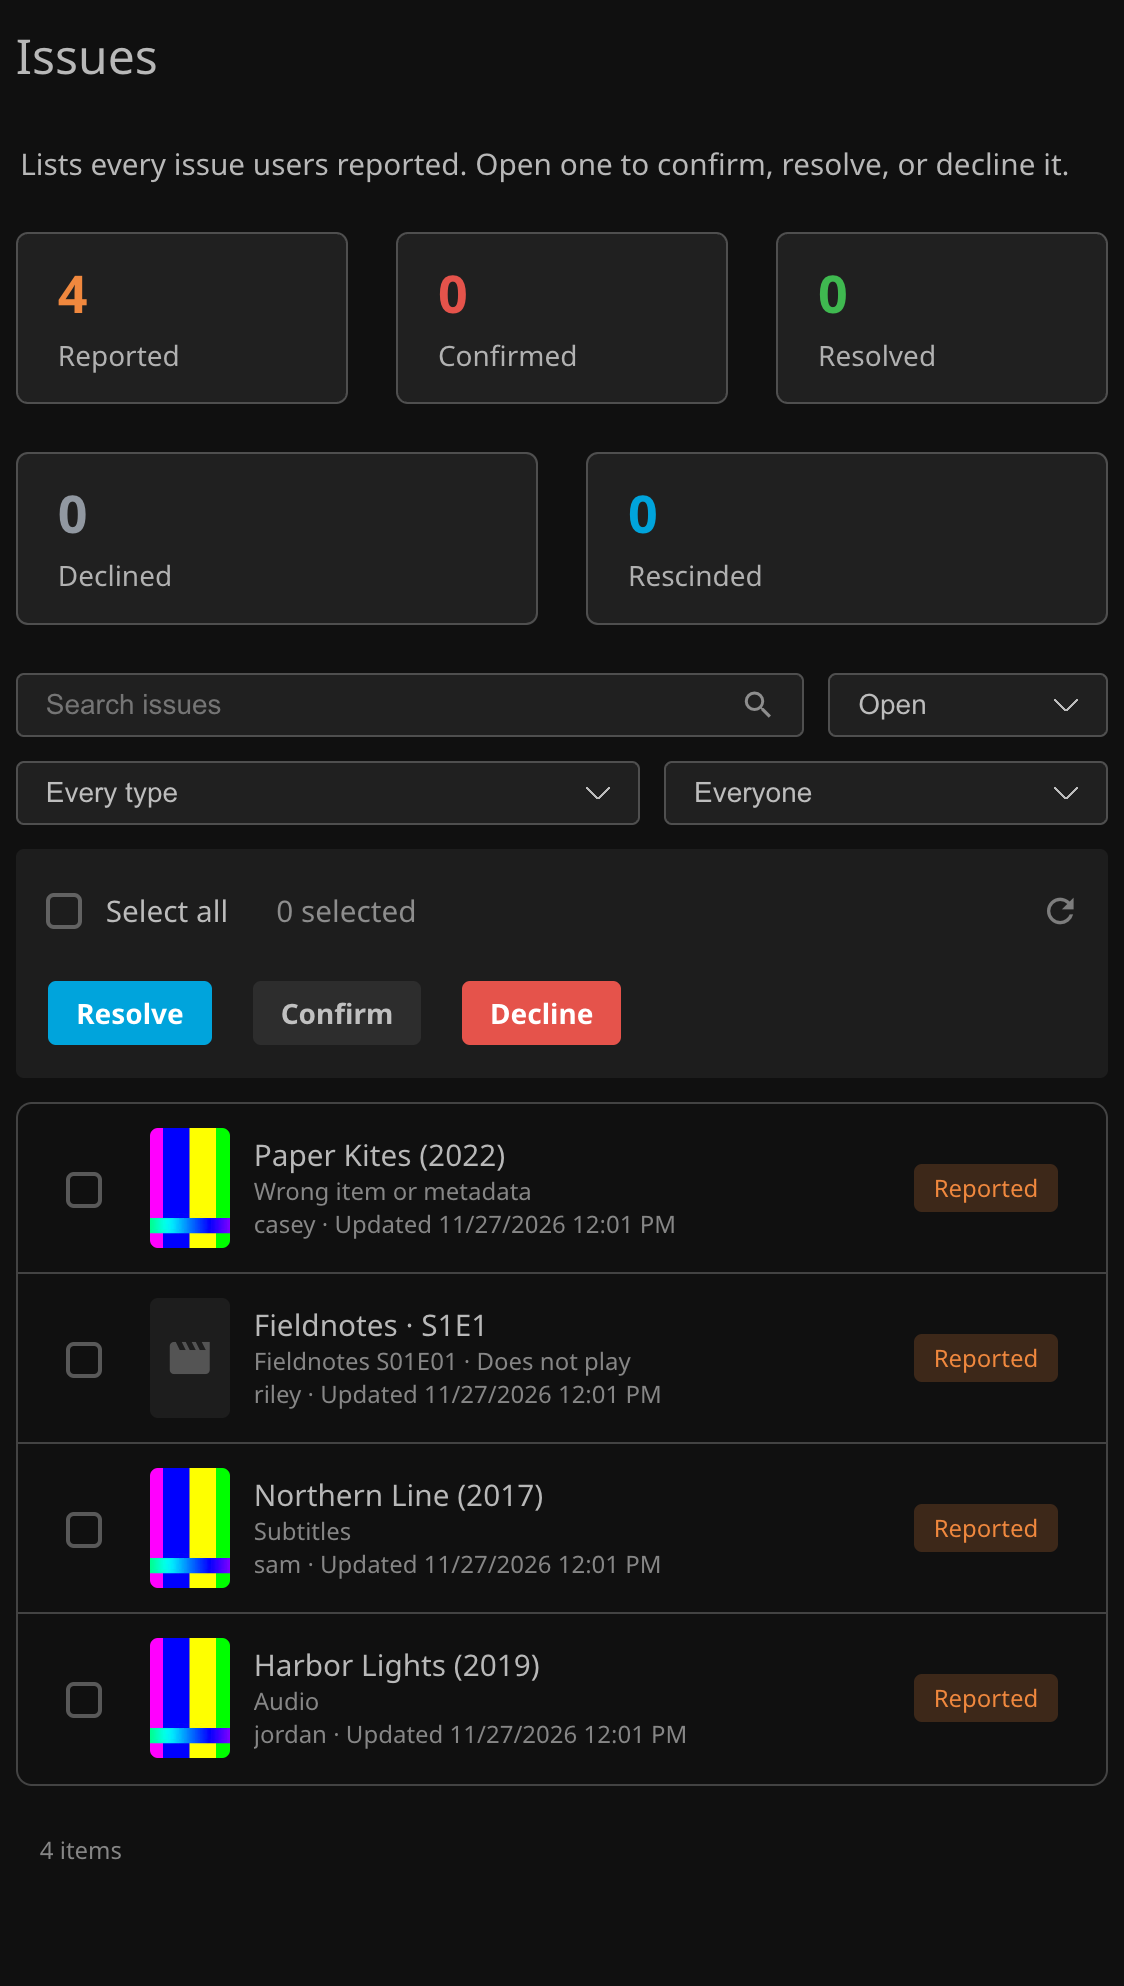 Issues
Lists every issue users reported. Open one to confirm, resolve, or decline it.
4
Reported
0
Confirmed
0
Resolved
0
Declined
0
Rescinded
Search issues
Open
Every type
Everyone
Select all
0 selected
Resolve
Confirm
Decline
Paper Kites (2022)
Wrong item or metadata
casey · Updated 11/27/2026 12:01 PM
Reported
Fieldnotes · S1E1
Fieldnotes S01E01 · Does not play
riley · Updated 11/27/2026 12:01 PM
Reported
Northern Line (2017)
Subtitles
sam · Updated 11/27/2026 12:01 PM
Reported
Harbor Lights (2019)
Audio
jordan · Updated 11/27/2026 12:01 PM
Reported
4 items